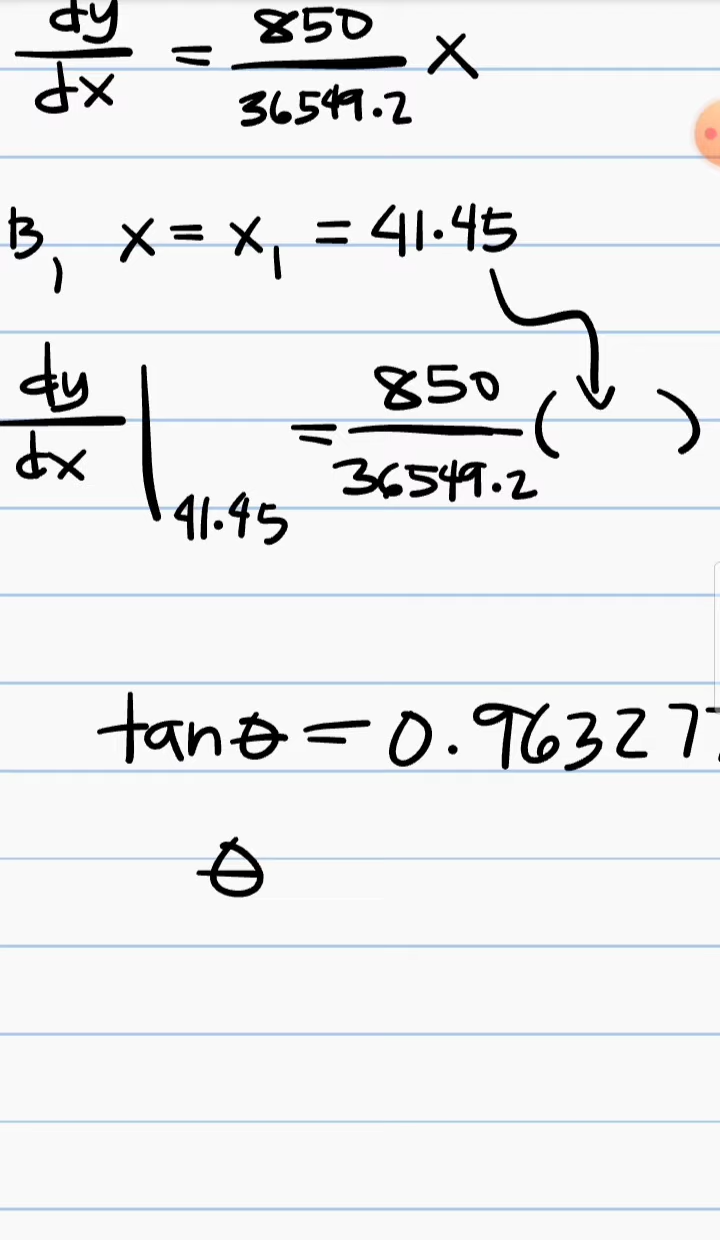 dy/dx = 850/36549.2 x
B, x = x₁ = 41.45
dy/dx |41.45 = 850/36549.2 ( )
tanθ = 0.963277
θ